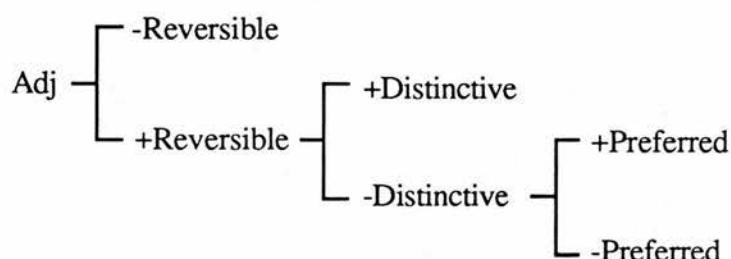 -Reversible
Adj
+Distinctive
+Reversible
+Preferred
-Distinctive
-Preferred